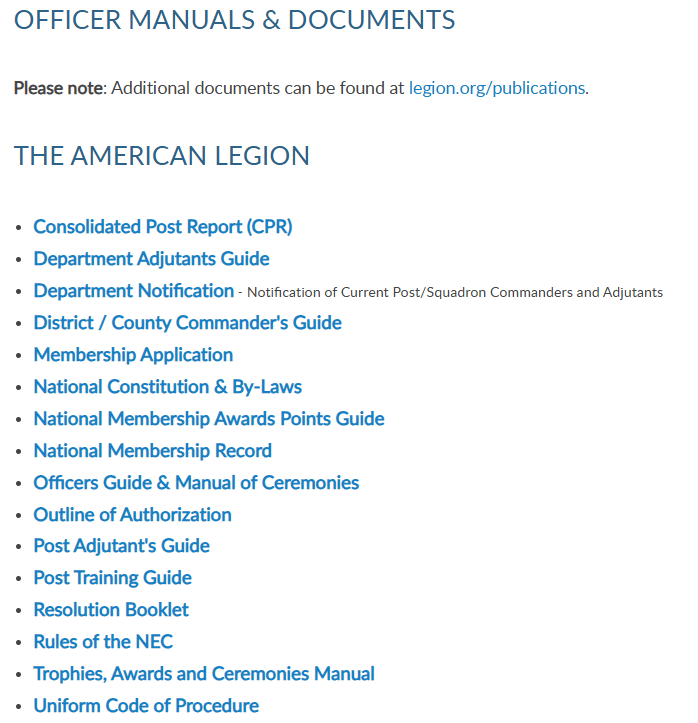 OFFICER MANUALS & DOCUMENTS
Please note: Additional documents can be found at legion.org/publications.
THE AMERICAN LEGION
• Consolidated Post Report (CPR)
• Department Adjutants Guide
• Department Notification - Notification of Current Post/Squadron Commanders and Adjutants
• District / County Commander's Guide
• Membership Application
• National Constitution & By-Laws
• National Membership Awards Points Guide
• National Membership Record
• Officers Guide & Manual of Ceremonies
• Outline of Authorization
• Post Adjutant's Guide
• Post Training Guide
• Resolution Booklet
• Rules of the NEC
• Trophies, Awards and Ceremonies Manual
• Uniform Code of Procedure